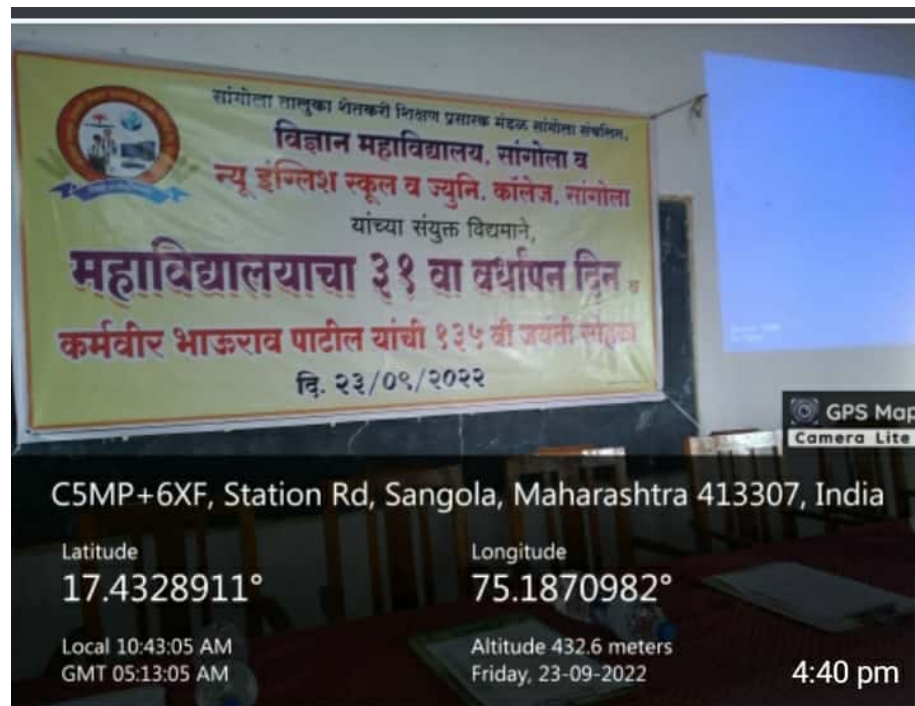 सांगोला तालुका शेतकरी शिक्षण प्रसारक मंडळ सांगोला संचलित,
विज्ञान महाविद्यालय, सांगोला व
न्यू इंग्लिश स्कूल व ज्युनि. कॉलेज, सांगोला
यांच्या संयुक्त विद्यमाने,
महाविद्यालयाचा ३१ वा वर्धापन दिन व
कर्मवीर भाऊराव पाटील यांची १३५ वी जयंती सोहळा
दि. २३/०९/२०२२
GPS Map
Camera Lite
C5MP+6XF, Station Rd, Sangola, Maharashtra 413307, India
Latitude
17.4328911°
Longitude
75.1870982°
Local 10:43:05 AM
GMT 05:13:05 AM
Altitude 432.6 meters
Friday, 23-09-2022
4:40 pm